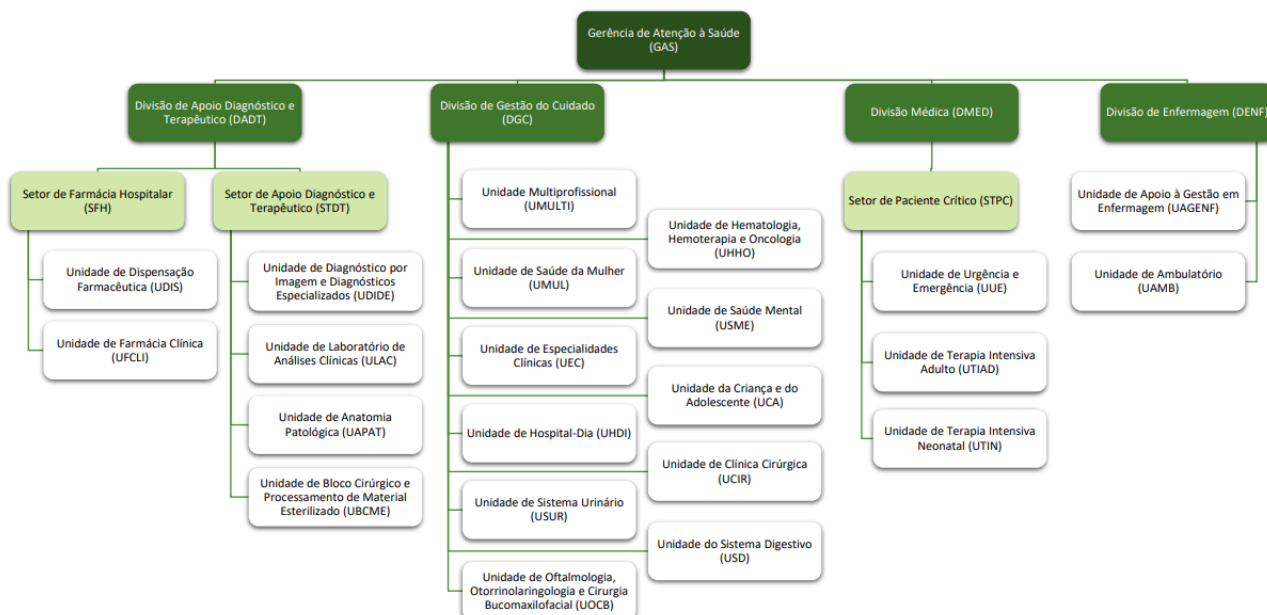 Gerência de Atenção à Saúde
(GAS)
Divisão de Apoio Diagnóstico e
Terapêutico (DADT)
Divisão de Gestão do Cuidado
(DGC)
Divisão Médica (DMED)
Divisão de Enfermagem (DENF)
Setor de Farmácia Hospitalar
(SFH)
Setor de Apoio Diagnóstico e
Terapêutico (STDT)
Unidade de Dispensação
Farmacêutica (UDIS)
Unidade de Farmácia Clínica
(UFCLI)
Unidade de Diagnóstico por
Imagem e Diagnósticos
Especializados (UDIDE)
Unidade de Laboratório de
Análises Clínicas (ULAC)
Unidade de Anatomia
Patológica (UAPAT)
Unidade de Bloco Cirúrgico e
Processamento de Material
Esterilizado (UBCME)
Unidade Multiprofissional
(UMULTI)
Unidade de Hematologia,
Hemoterapia e Oncologia
(UHHO)
Unidade de Saúde da Mulher
(UMUL)
Unidade de Saúde Mental
(USME)
Unidade de Especialidades
Clínicas (UEC)
Unidade da Criança e do
Adolescente (UCA)
Unidade de Hospital-Dia (UHDI)
Unidade de Clínica Cirúrgica
(UCIR)
Unidade de Sistema Urinário
(USUR)
Unidade do Sistema Digestivo
(USD)
Unidade de Oftalmologia,
Otorrinolaringologia e Cirurgia
Bucomaxilofacial (UOCB)
Setor de Paciente Crítico (STPC)
Unidade de Urgência e
Emergência (UUE)
Unidade de Terapia Intensiva
Adulto (UTIAD)
Unidade de Terapia Intensiva
Neonatal (UTIN)
Unidade de Apoio à Gestão em
Enfermagem (UAGENF)
Unidade de Ambulatório
(UAMB)